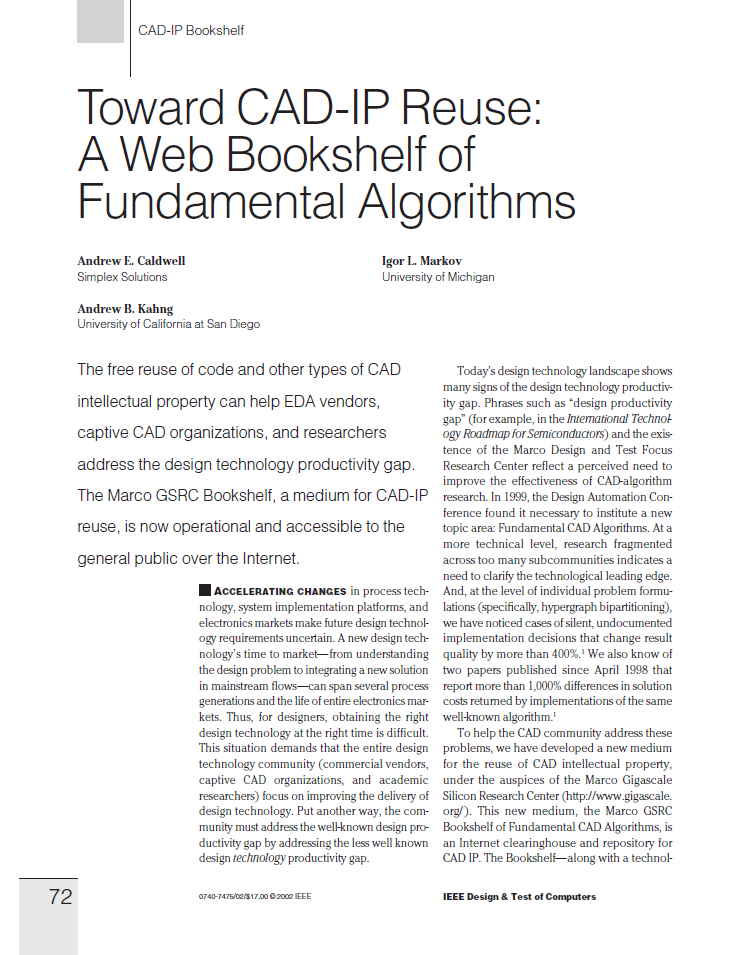 CAD-IP Bookshelf
Toward CAD-IP Reuse:
A Web Bookshelf of
Fundamental Algorithms
Andrew E. Caldwell
Simplex Solutions
Igor L. Markov
University of Michigan
Andrew B. Kahng
University of California at San Diego
The free reuse of code and other types of CAD
intellectual property can help EDA vendors,
captive CAD organizations, and researchers
address the design technology productivity gap.
The Marco GSRC Bookshelf, a medium for CAD-IP
reuse, is now operational and accessible to the
general public over the Internet.
ACCELERATING CHANGES in process tech-
nology, system implementation platforms, and
electronics markets make future design technol-
ogy requirements uncertain. A new design tech-
nology's time to market—from understanding
the design problem to integrating a new solution
in mainstream flows—can span several process
generations and the life of entire electronics mar-
kets. Thus, for designers, obtaining the right
design technology at the right time is difficult.
This situation demands that the entire design
technology community (commercial vendors,
captive CAD organizations, and academic
researchers) focus on improving the delivery of
design technology. Put another way, the com-
munity must address the well-known design pro-
ductivity gap by addressing the less well known
design technology productivity gap.
Today's design technology landscape shows
many signs of the design technology productiv-
ity gap. Phrases such as “design productivity
gap” (for example, in the International Technol-
ogy Roadmap for Semiconductors) and the exis-
tence of the Marco Design and Test Focus
Research Center reflect a perceived need to
improve the effectiveness of CAD-algorithm
research. In 1999, the Design Automation Con-
ference found it necessary to institute a new
topic area: Fundamental CAD Algorithms. At a
more technical level, research fragmented
across too many subcommunities indicates a
need to clarify the technological leading edge.
And, at the level of individual problem formu-
lations (specifically, hypergraph bipartitioning),
we have noticed cases of silent, undocumented
implementation decisions that change result
quality by more than 400%.¹ We also know of
two papers published since April 1998 that
report more than 1,000% differences in solution
costs returned by implementations of the same
well-known algorithm.¹
To help the CAD community address these
problems, we have developed a new medium
for the reuse of CAD intellectual property,
under the auspices of the Marco Gigascale
Silicon Research Center (http://www.gigascale.
org/). This new medium, the Marco GSRC
Bookshelf of Fundamental CAD Algorithms, is
an Internet clearinghouse and repository for
CAD IP. The Bookshelf—along with a technol-
72
0740-7475/02/$17.00 © 2002 IEEE
IEEE Design & Test of Computers